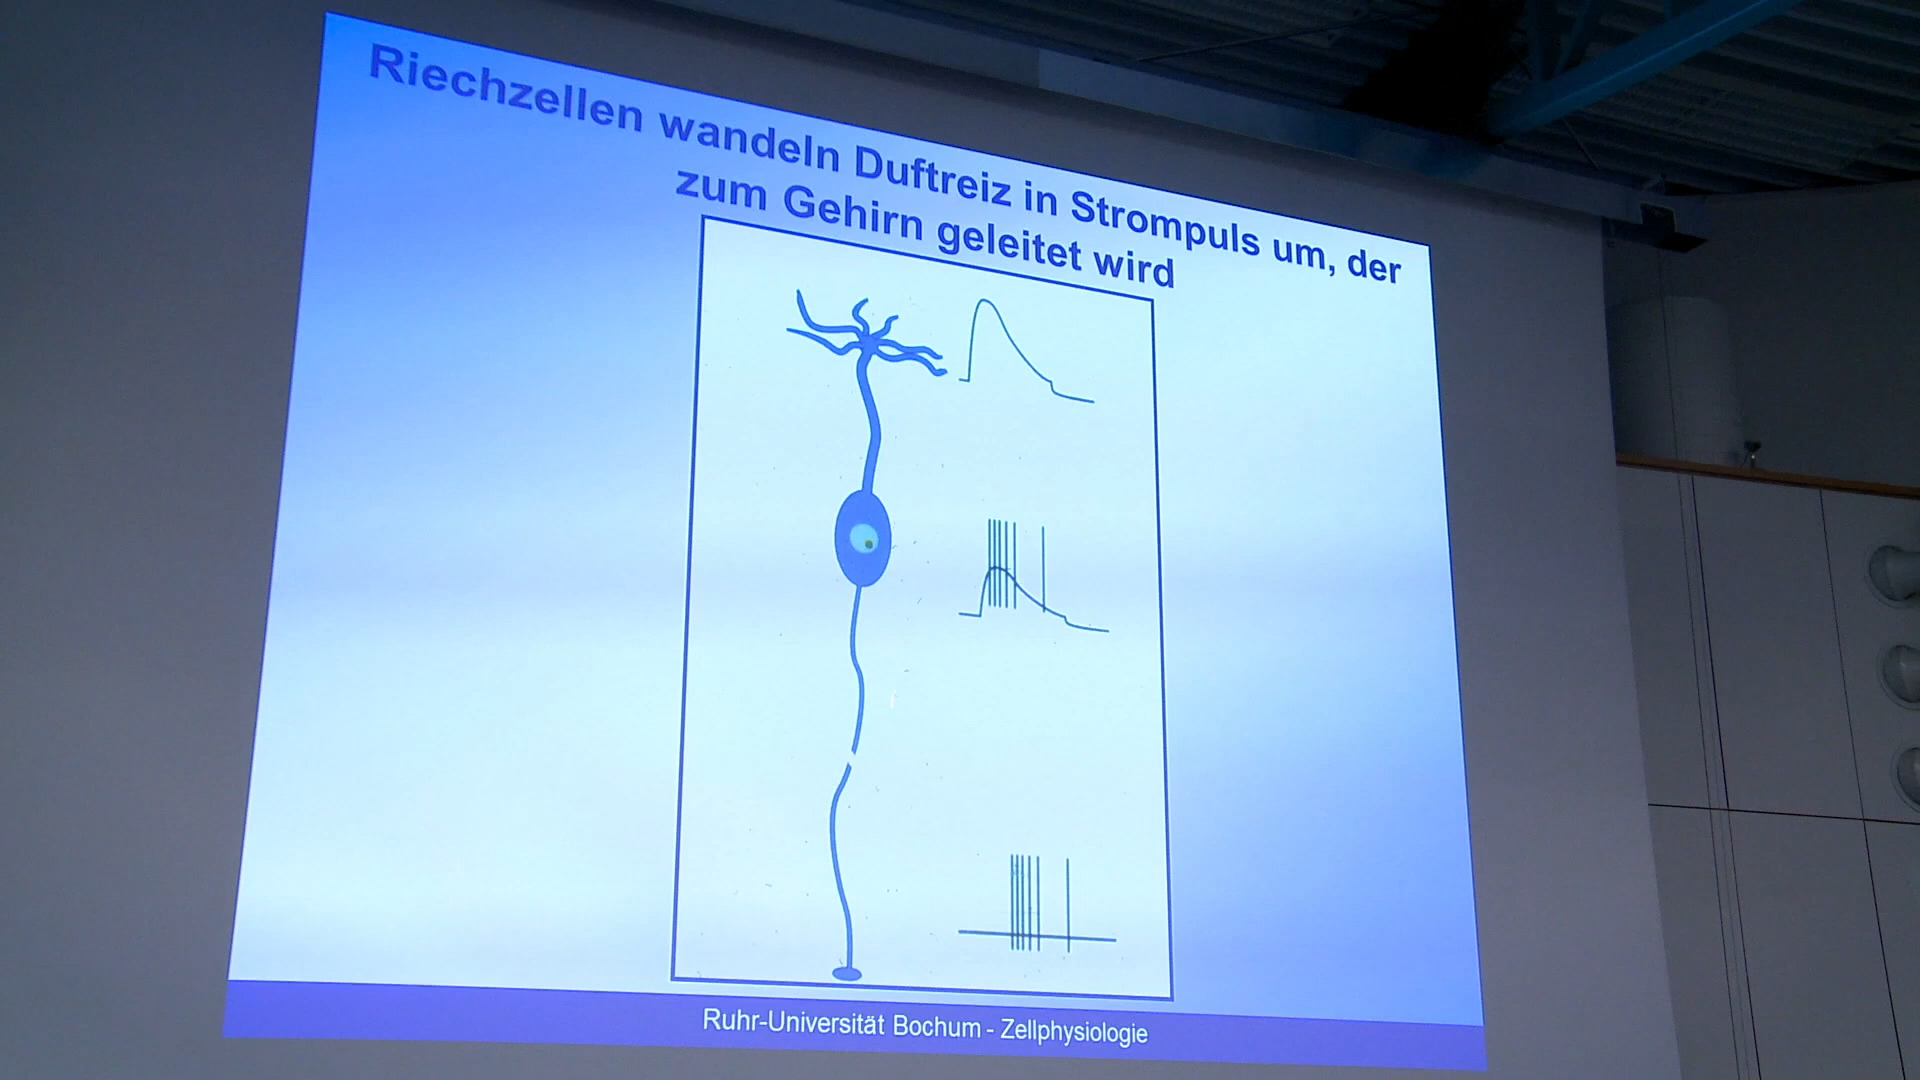 Riechzellen wandeln Duftreiz in Strompuls um, der
zum Gehirn geleitet wird
Ruhr-Universität Bochum - Zellphysiologie